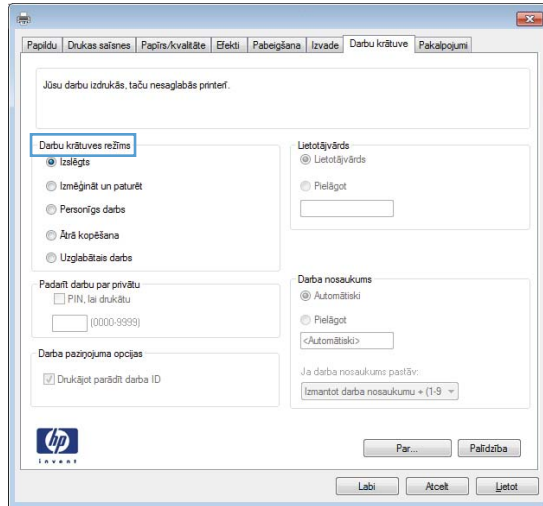 Papildu Drukas saīsnes Papīrs/kvalitāte Efekti Pabeigšana Izvade Darbu krātuve Pakalpojumi
Jūsu darbu izdrukās, taču nesaglabās printerī.
Darbu krātuves režīms
Izslēgts
Izmēģināt un paturēt
Personīgs darbs
Ātrā kopēšana
Uzglabātais darbs
Lietotājvārds
Lietotājvārds
Pielāgot
Padarīt darbu par privātu
PIN, lai drukātu
(0000-9999)
Darba nosaukums
Automātiski
Pielāgot
<Automātiski>
Darba paziņojuma opcijas
Drukājot parādīt darba ID
Ja darba nosaukums pastāv:
Izmantot darba nosaukumu + (1-9
hp
invent
Par... Palīdzība
Labi Atcelt Lietot